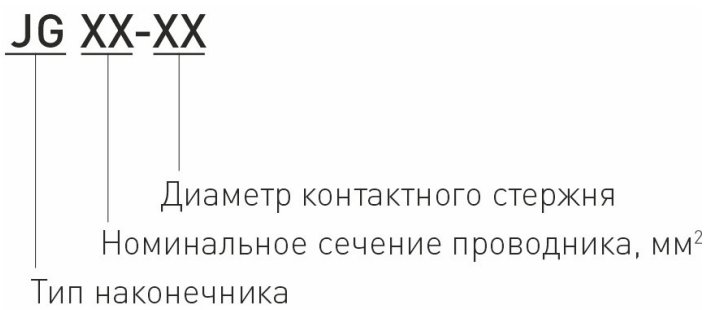 JG XX-XX
Диаметр контактного стержня
Номинальное сечение проводника, мм²
Тип наконечника